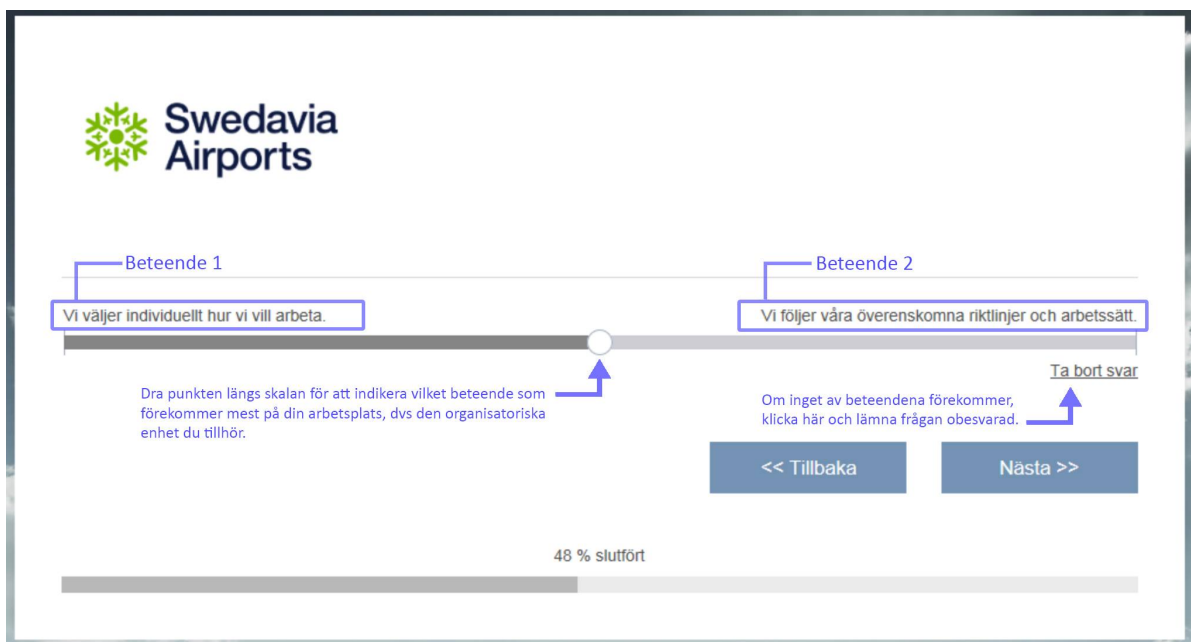 Swedavia
Airports
Beteende 1
Beteende 2
Vi väljer individuellt hur vi vill arbeta.
Vi följer våra överenskomna riktlinjer och arbetssätt.
Ta bort svar
Dra punkten längs skalan för att indikera vilket beteende som
förekommer mest på din arbetsplats, dvs den organisatoriska
enhet du tillhör.
Om inget av beteendena förekommer,
klicka här och lämna frågan obesvarad.
<< Tillbaka
Nästa >>
48 % slutfört